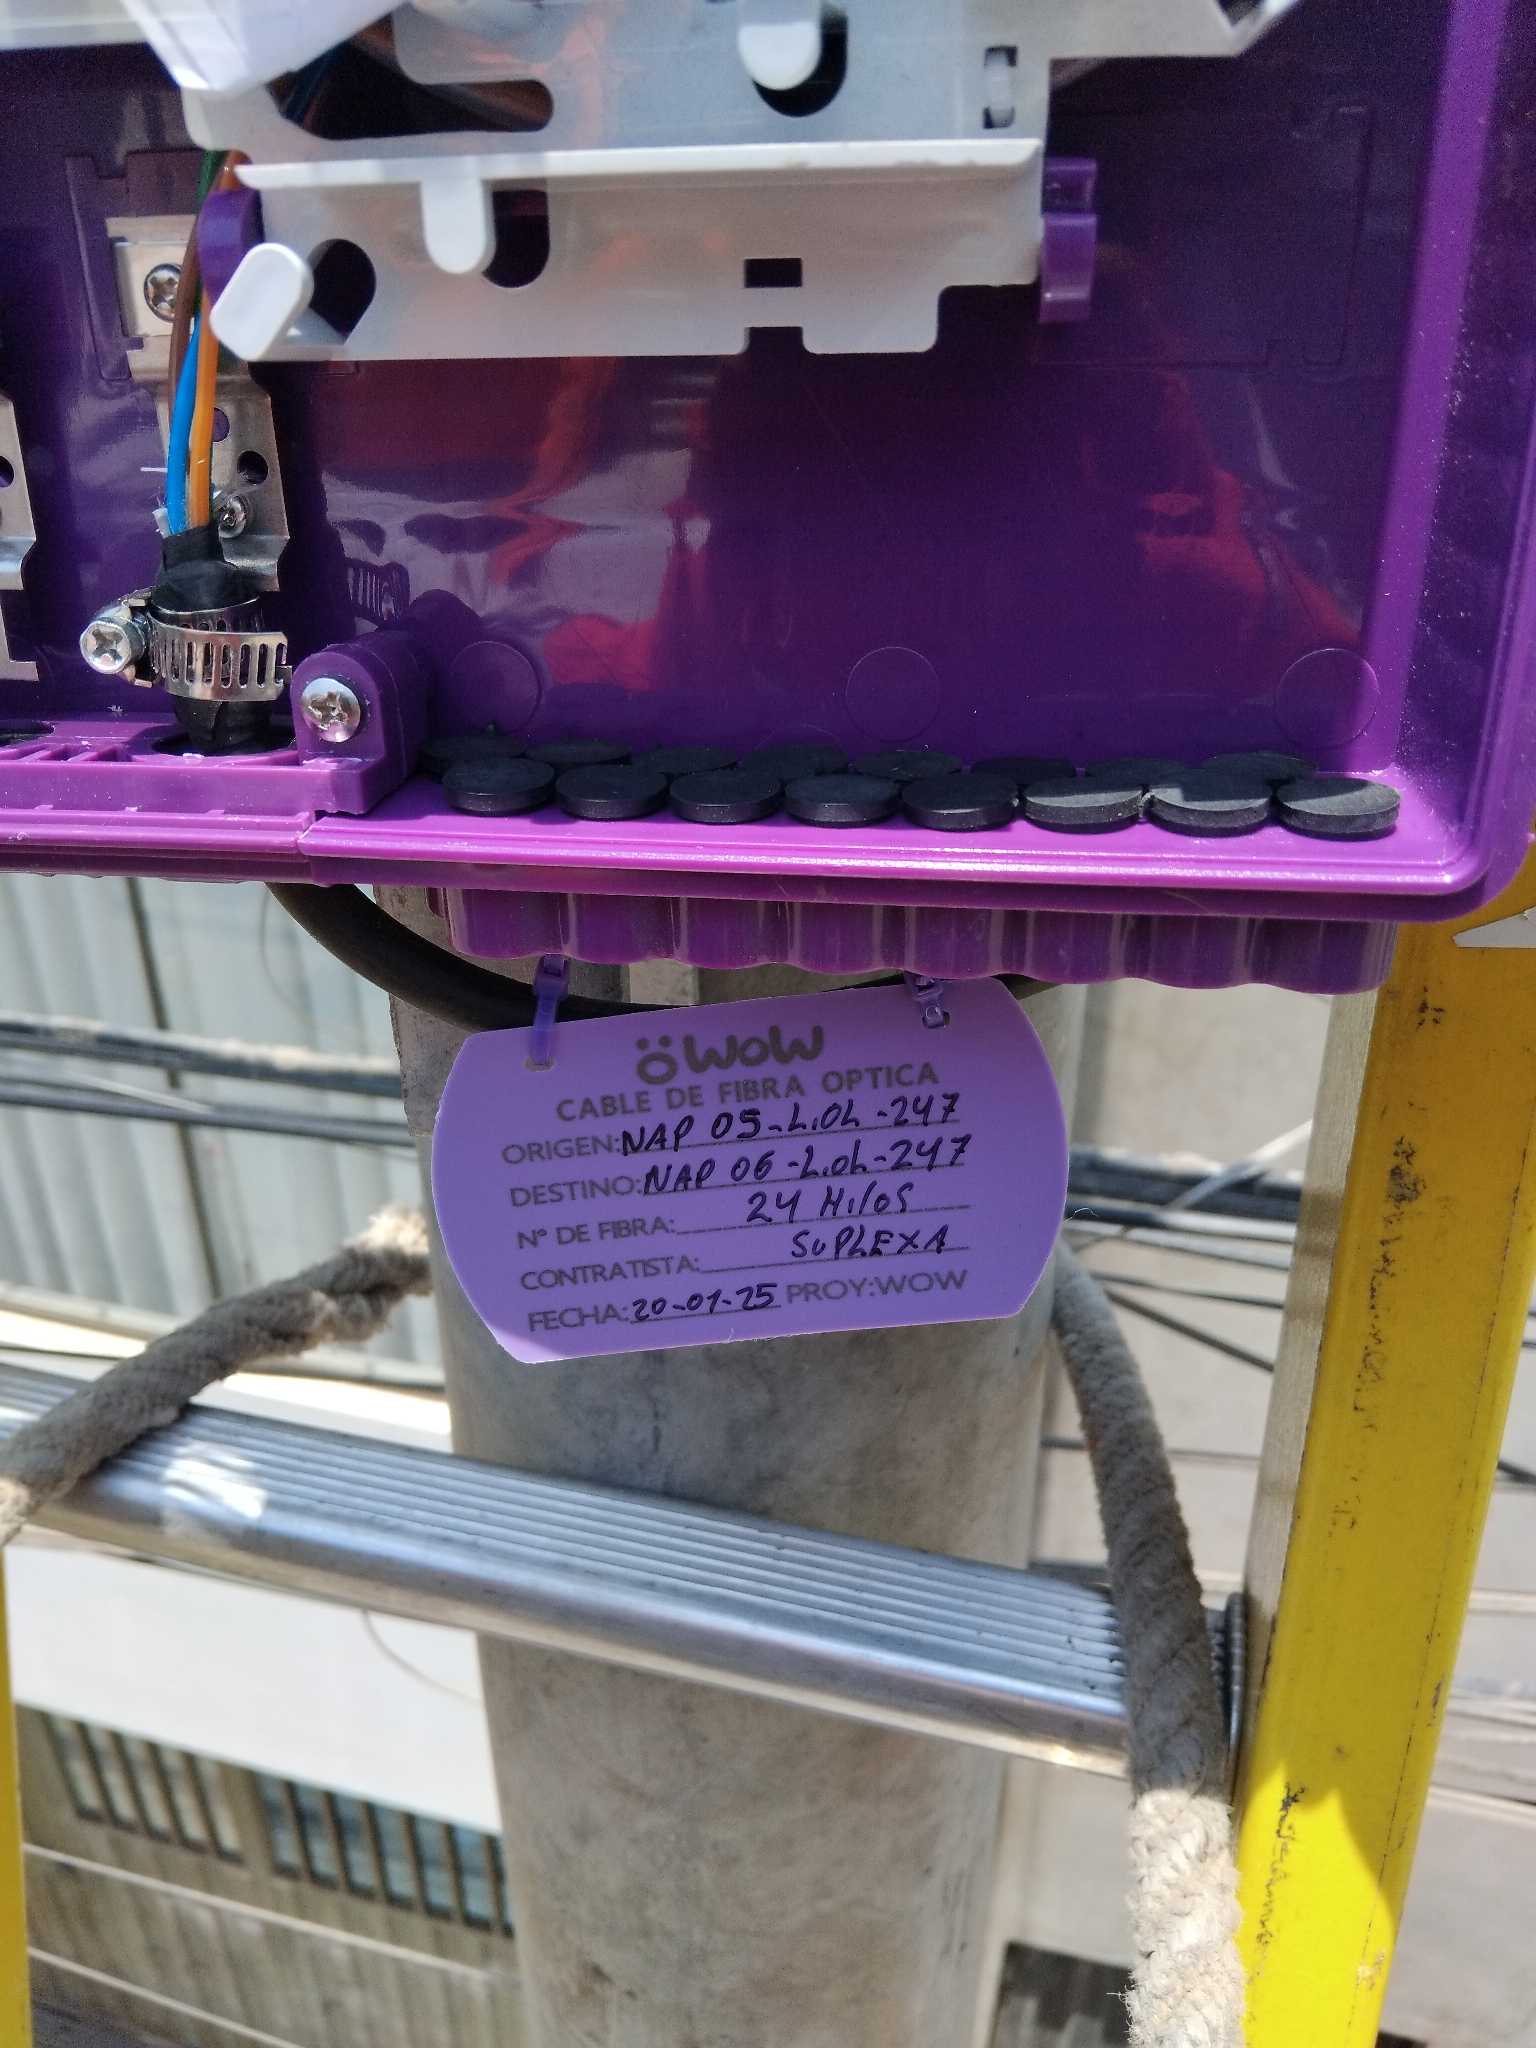 WOW
CABLE DE FIBRA OPTICA
ORIGEN: NAP 05-L.OL-247
DESTINO: NAP 06-L.OL-247
N° DE FIBRA: 24 Hilos
CONTRATISTA: SUPLEXA
FECHA: 20-01-25 PROY: WOW